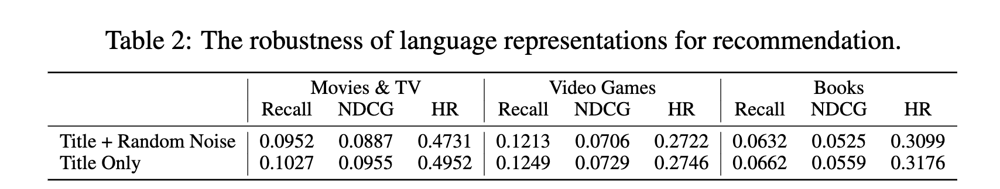 Table 2: The robustness of language representations for recommendation.
Movies & TV Video Games Books
Recall NDCG HR Recall NDCG HR Recall NDCG HR
Title + Random Noise 0.0952 0.0887 0.4731 0.1213 0.0706 0.2722 0.0632 0.0525 0.3099
Title Only 0.1027 0.0955 0.4952 0.1249 0.0729 0.2746 0.0662 0.0559 0.3176